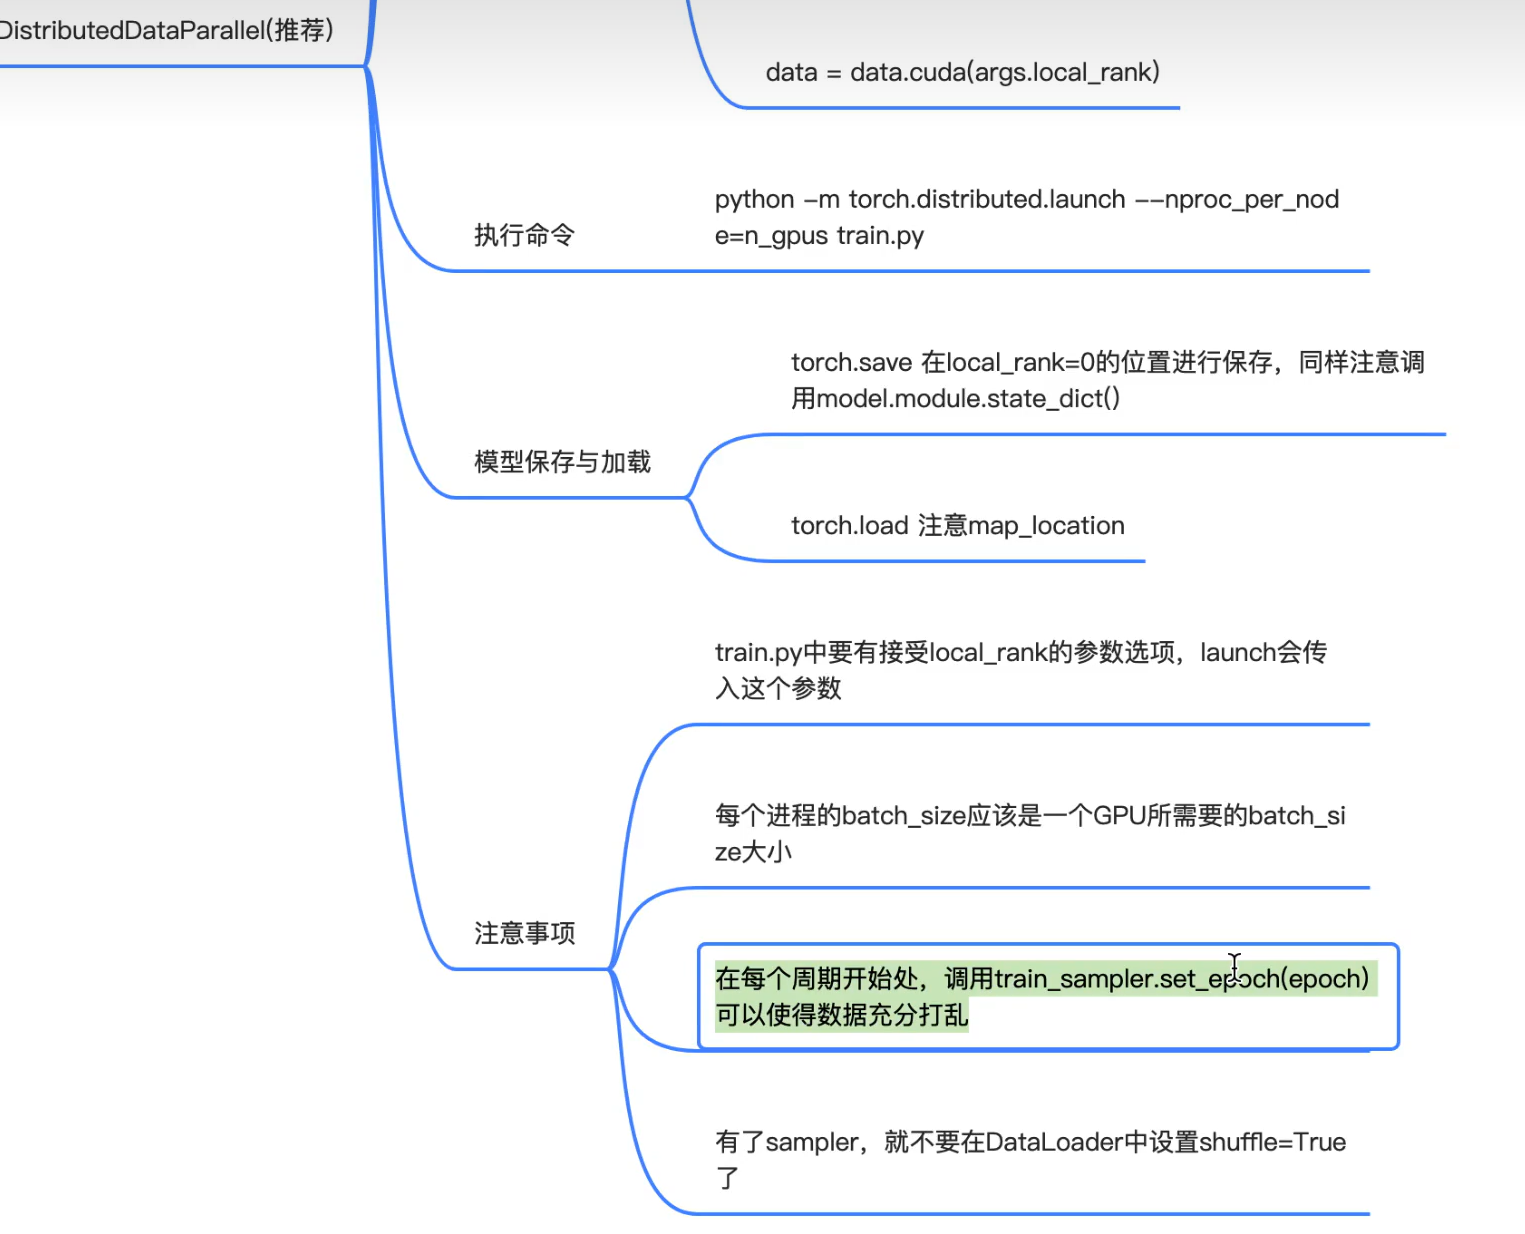 DistributedDataParallel(推荐)
data = data.cuda(args.local_rank)
执行命令
python -m torch.distributed.launch --nproc_per_nod
e=n_gpus train.py
模型保存与加载
torch.save 在local_rank=0的位置进行保存，同样注意调
用model.module.state_dict()
torch.load 注意map_location
注意事项
train.py中要有接受local_rank的参数选项，launch会传
入这个参数
每个进程的batch_size应该是一个GPU所需要的batch_si
ze大小
在每个周期开始处，调用train_sampler.set_epoch(epoch)
可以使得数据充分打乱
有了sampler，就不要在DataLoader中设置shuffle=True
了